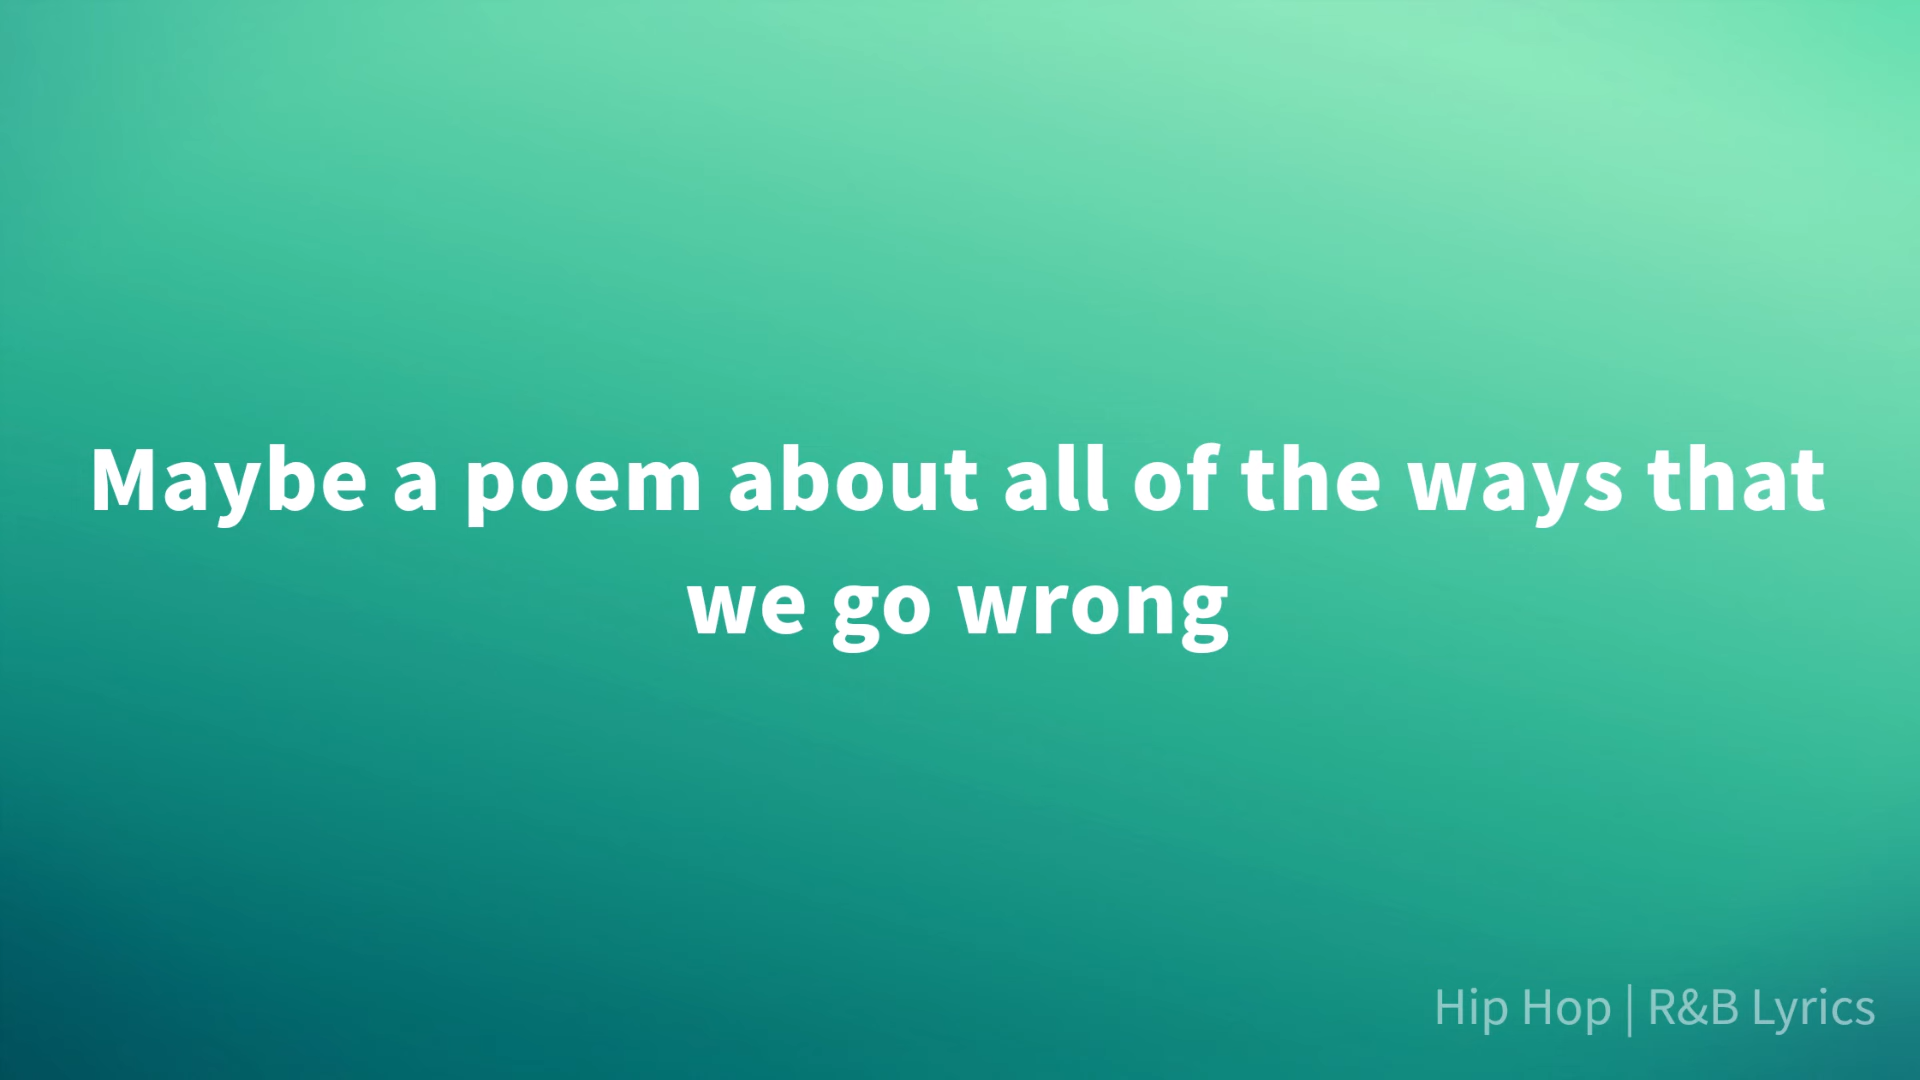 Maybe a poem about all of the ways that
we go wrong
Hip Hop | R&B Lyrics